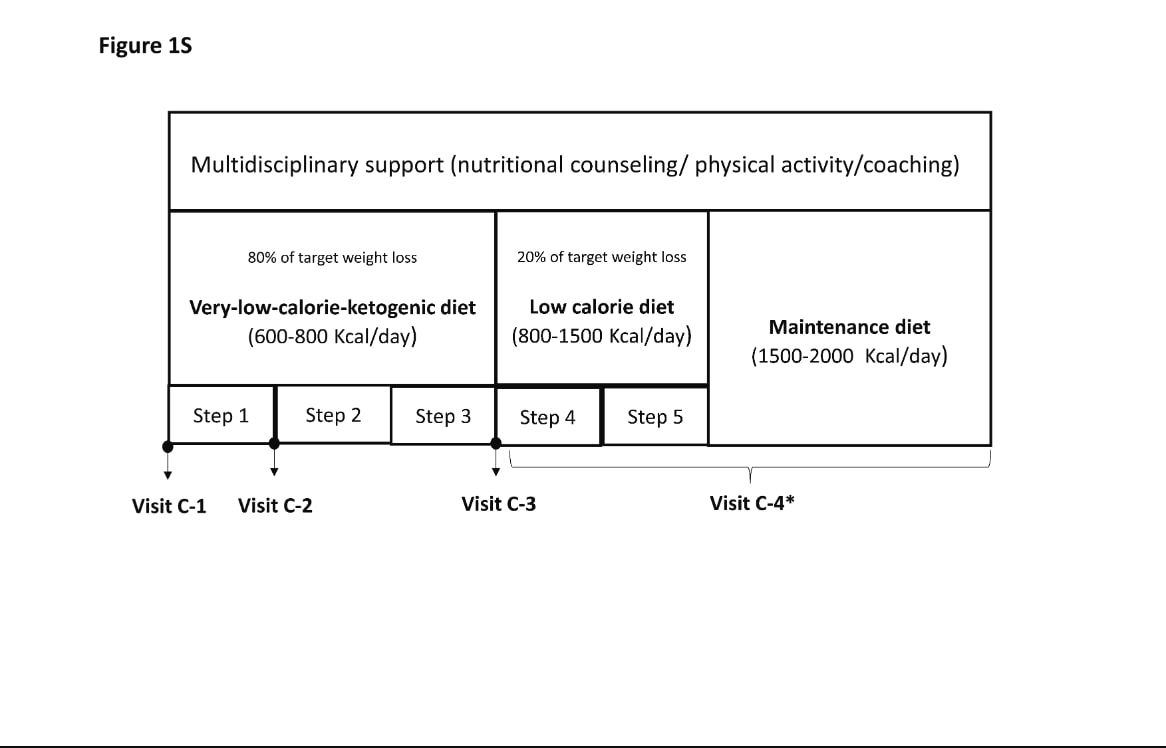 Figure 1S
Multidisciplinary support (nutritional counseling/ physical activity/coaching)
80% of target weight loss
Very-low-calorie-ketogenic diet
(600-800 Kcal/day)
20% of target weight loss
Low calorie diet
(800-1500 Kcal/day)
Maintenance diet
(1500-2000 Kcal/day)
Step 1
Step 2
Step 3
Step 4
Step 5
Visit C-1
Visit C-2
Visit C-3
Visit C-4*